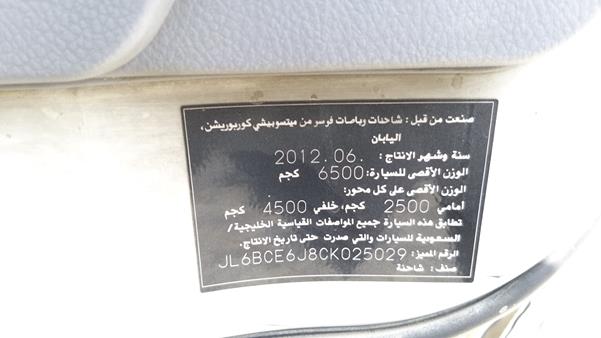 صنعت من قبل: شاحنات وباصات فوسو من ميتسوبيشي كوربوريشن،
اليابان
سنة وشهر الانتاج: 2012.06.
الوزن الأقصى للسيارة: 6500 كجم
الوزن الأقصى على كل محور:
أمامي 2500 كجم، خلفي 4500 كجم
تطابق هذه السيارة جميع المواصفات القياسية الخليجية/
السعودية للسيارات والتي صدرت حتى تاريخ الانتاج.
الرقم المميز: JL6BCE6J8CK025029
صنف: شاحنة